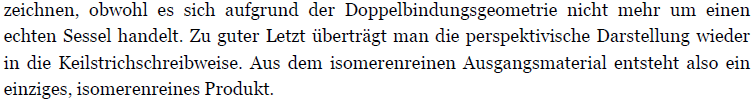 zeichnen, obwohl es sich aufgrund der Doppelbindungsgeometrie nicht mehr um einen
echten Sessel handelt. Zu guter Letzt überträgt man die perspektivische Darstellung wieder
in die Keilstrichschreibweise. Aus dem isomerenreinen Ausgangsmaterial entsteht also ein
einziges, isomerenreines Produkt.